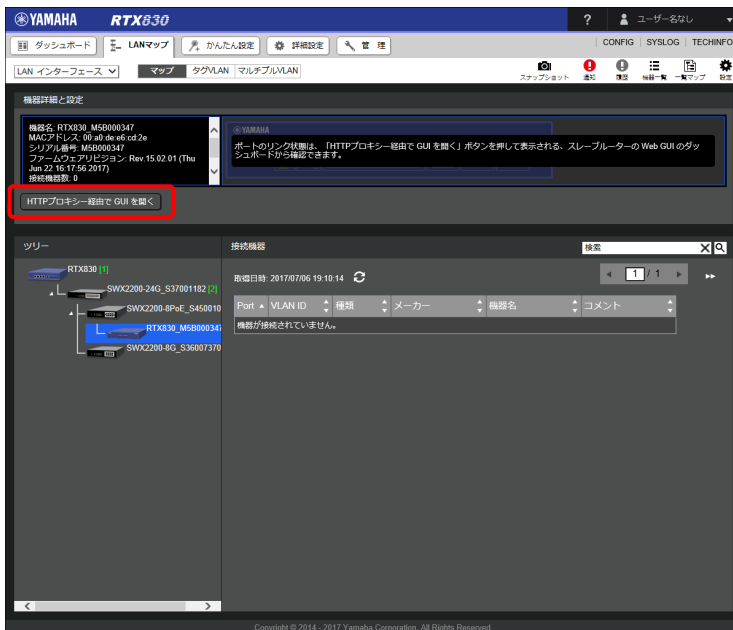 YAMAHA RTX830 ? ユーザーなし
ダッシュボード LANマップ かんたん設定 詳細設定 管 理 CONFIG SYSLOG TECHINFO
LAN インターフェース マップ タグVLAN マルチプルVLAN スナップショット 通知 履歴 機器一覧 一覧マップ 設定
機器詳細と設定
機器名: RTX830_M5B000347
MACアドレス: 00:a0:de:e6:cd:2e
シリアル番号: M5B000347
ファームウェアリビジョン: Rev.15.02.01 (Thu
Jun 22 16:17:56 2017)
接続機器数: 0
YAMAHA
ポートのリンク状態は、「HTTPプロキシー経由で GUI を開く」ボタンを押して表示される、スレーブルーターの Web GUI のダッ
シュボードから確認できます。
HTTPプロキシー経由で GUI を開く
ツリー
RTX830 [1]
SWX2200-24G_S37001182 [2]
SWX2200-8PoE_S450010
RTX830_M5B000347
SWX2200-8G_S36007370
接続機器 検索
取得日時: 2017/07/06 19:10:14 1 / 1
Port VLAN ID 種類 メーカー 機器名 コメント
機器が接続されていません。
Copyright © 2014 - 2017 Yamaha Corporation. All Rights Reserved.